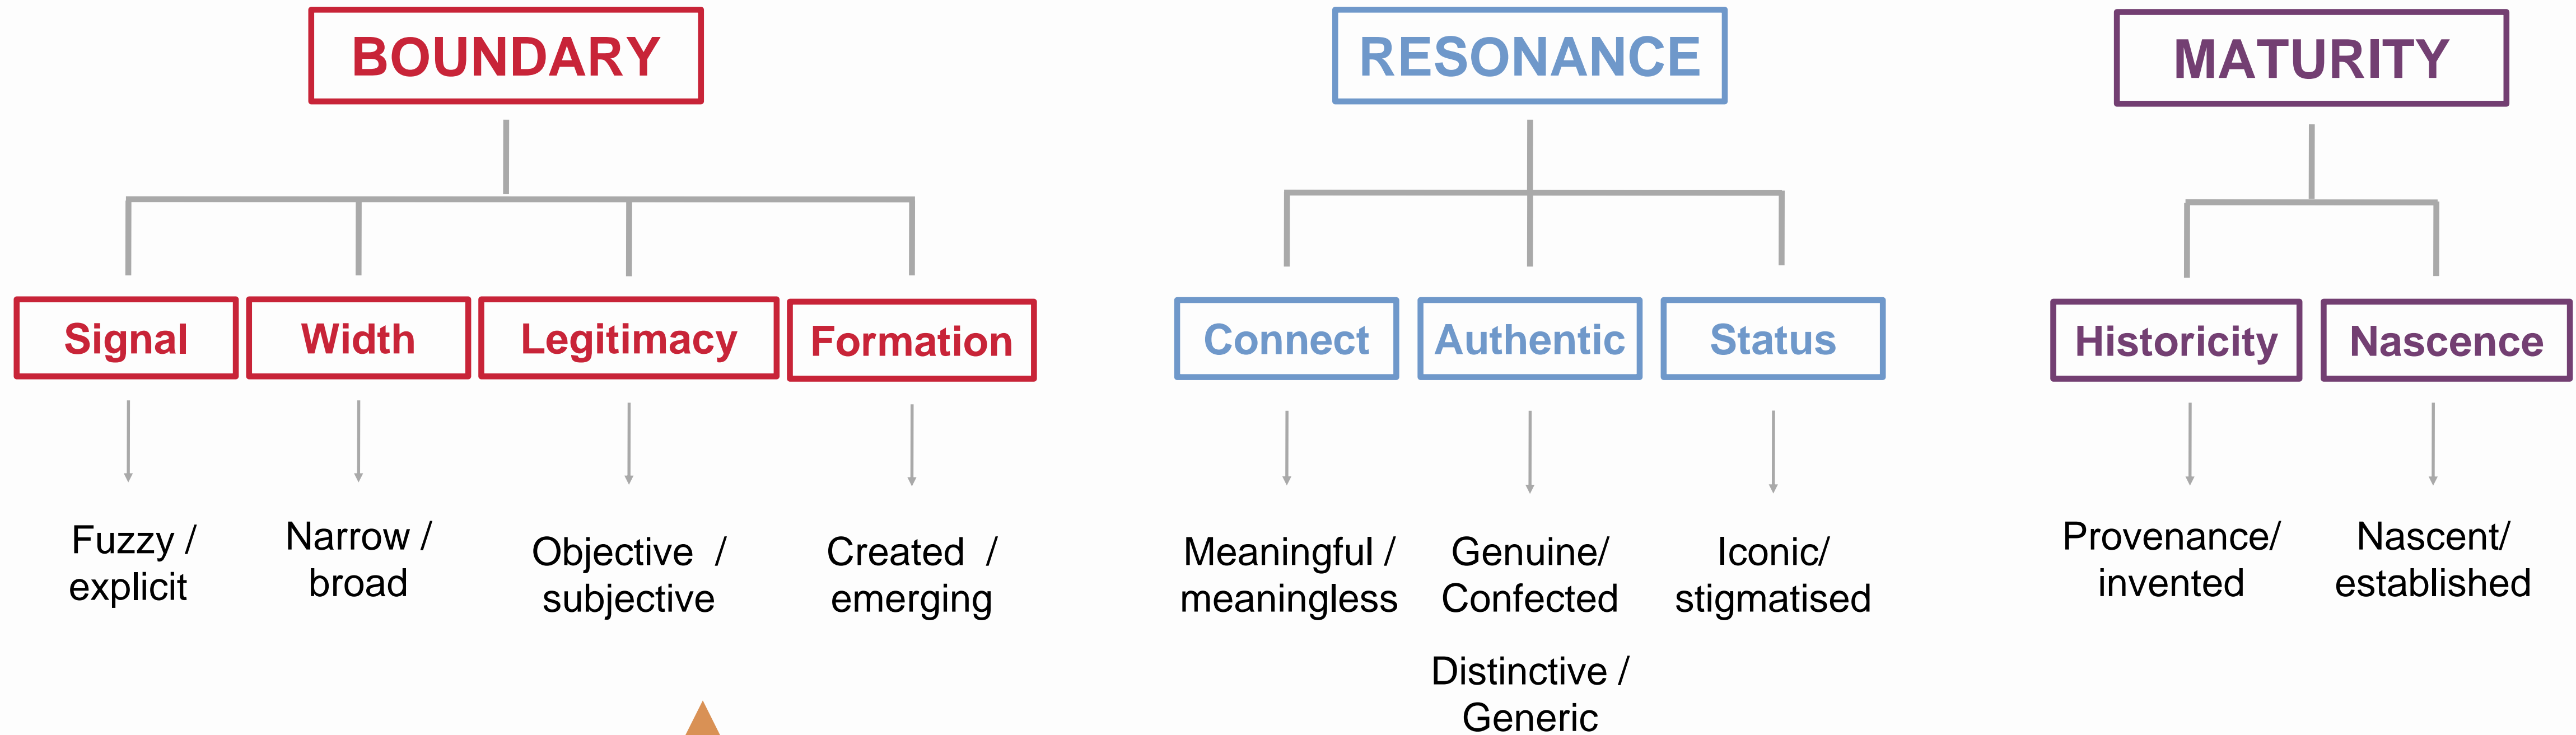 BOUNDARY
RESONANCE
MATURITY
Signal
Width
Legitimacy
Formation
Connect
Authentic
Status
Historicity
Nascence
Fuzzy /
explicit
Narrow /
broad
Objective  /
subjective
Created  /
emerging
Meaningful /
meaningless
Genuine/
Confected
Distinctive /
Generic
Iconic/
stigmatised
Provenance/
invented
Nascent/
established